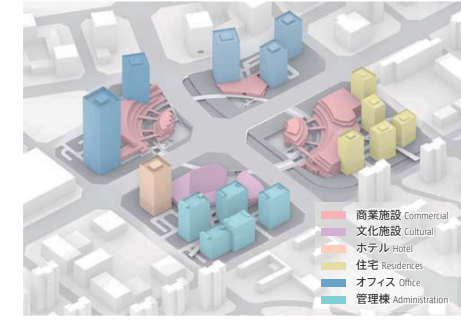 商業施設 Commercial
文化施設 Cultural
ホテル Hotel
住宅 Residences
オフィス Office
管理棟 Administration